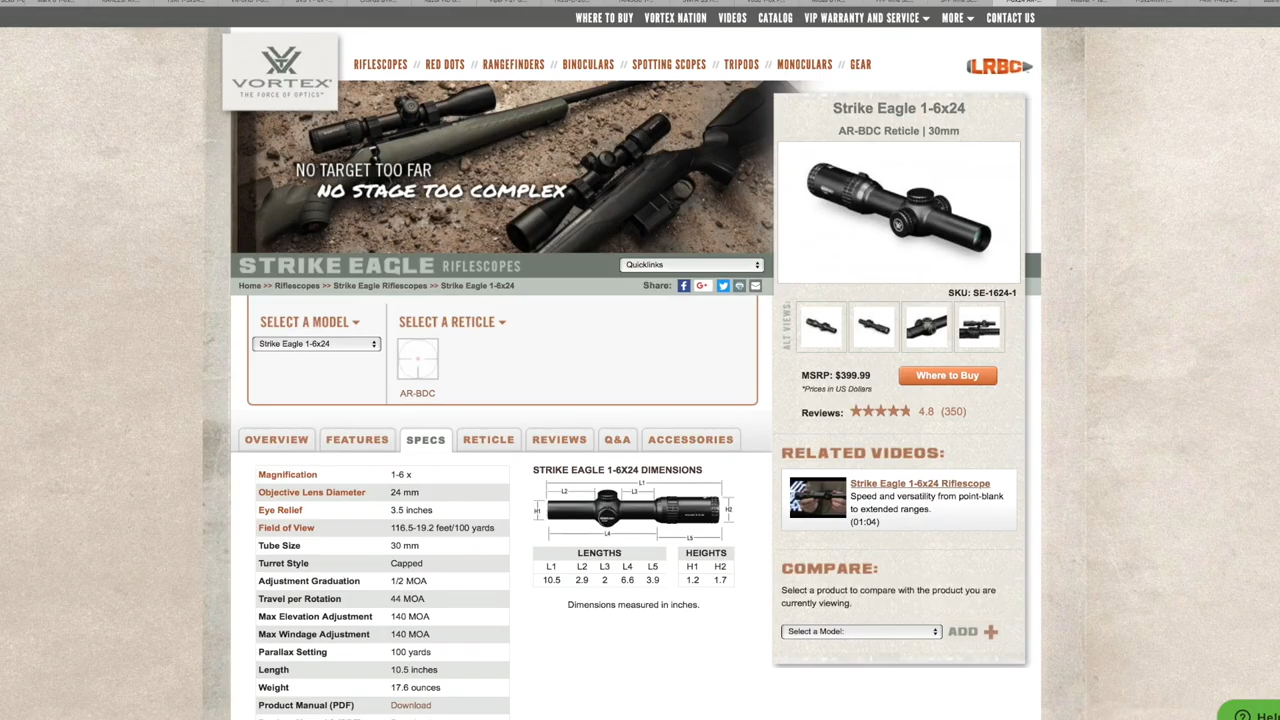 WHERE TO BUY VORTEX NATION VIDEOS CATALOG VIP WARRANTY AND SERVICE MORE CONTACT US
VORTEX
THE FORCE OF OPTICS
RIFLESCOPES // RED DOTS // RANGEFINDERS // BINOCULARS // SPOTTING SCOPES // TRIPODS // MONOCULARS // GEAR
LRBC
NO TARGET TOO FAR
NO STAGE TOO COMPLEX
STRIKE EAGLE RIFLESCOPES
Quicklinks
Home >> Riflescopes >> Strike Eagle Riflescopes >> Strike Eagle 1-6x24
Share:
SELECT A MODEL
Strike Eagle 1-6x24
SELECT A RETICLE
AR-BDC
OVERVIEW FEATURES SPECS RETICLE REVIEWS Q&A ACCESSORIES
Magnification 1-6 x
Objective Lens Diameter 24 mm
Eye Relief 3.5 inches
Field of View 116.5-19.2 feet/100 yards
Tube Size 30 mm
Turret Style Capped
Adjustment Graduation 1/2 MOA
Travel per Rotation 44 MOA
Max Elevation Adjustment 140 MOA
Max Windage Adjustment 140 MOA
Parallax Setting 100 yards
Length 10.5 inches
Weight 17.6 ounces
Product Manual (PDF) Download
STRIKE EAGLE 1-6X24 DIMENSIONS
L1
L2 L3
H1 H2
L4
L5
LENGTHS HEIGHTS
L1 L2 L3 L4 L5 H1 H2
10.5 2.9 2 6.6 3.9 1.2 1.7
Dimensions measured in inches.
Strike Eagle 1-6x24
AR-BDC Reticle | 30mm
SKU: SE-1624-1
ALT VIEWS:
MSRP: $399.99
*Prices in US Dollars
Where to Buy
Reviews: 4.8 (350)
RELATED VIDEOS:
Strike Eagle 1-6x24 Riflescope
Speed and versatility from point-blank
to extended ranges.
(01:04)
COMPARE:
Select a product to compare with the product you are
currently viewing.
Select a Model: ADD